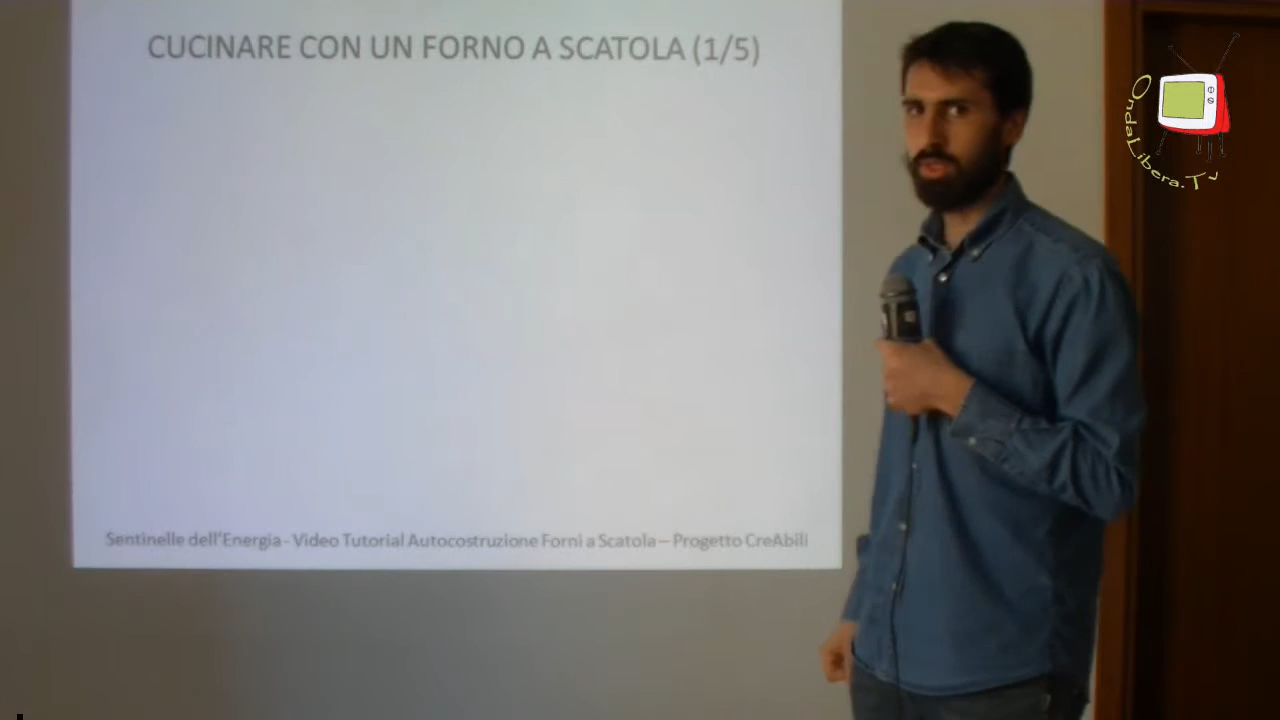 CUCINARE CON UN FORNO A SCATOLA (1/5)
OndaLibera.Tv
Sentinelle dell'Energia - Video Tutorial Autocostruzione Forni a Scatola – Progetto CreAbili